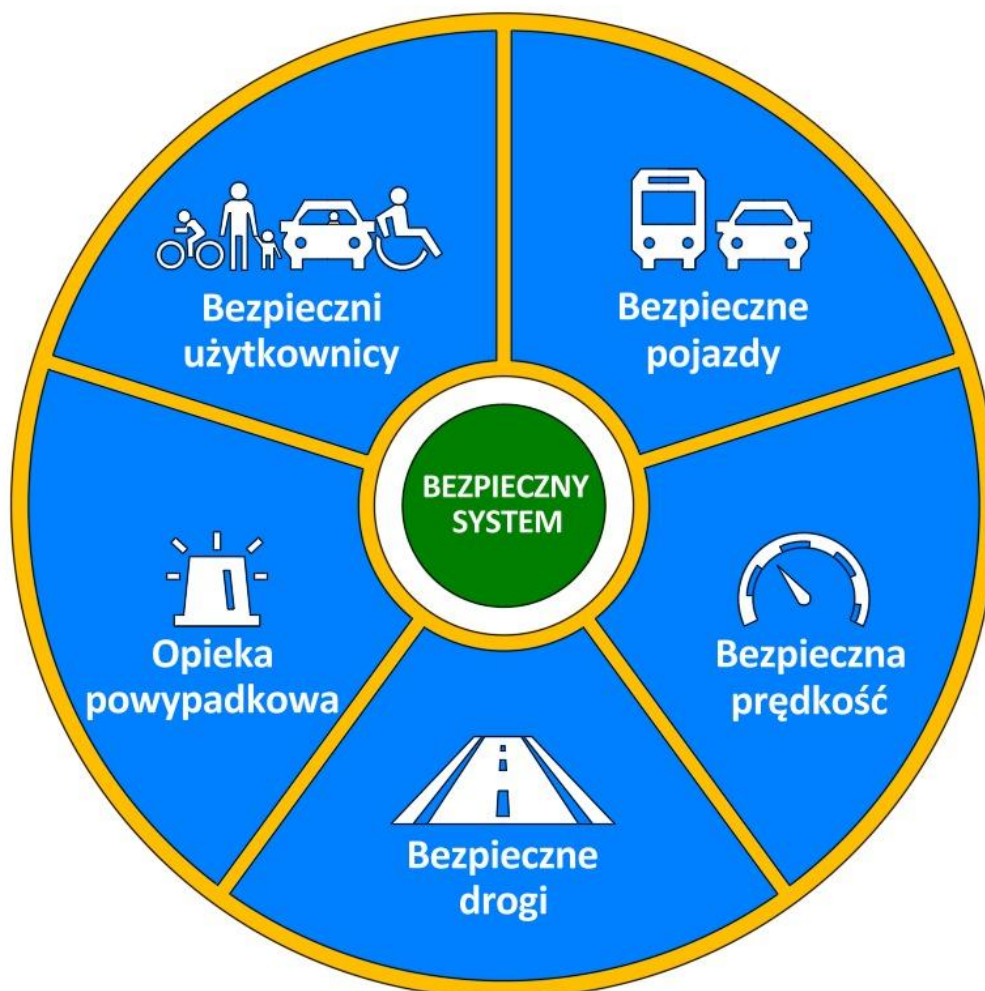 Bezpieczni
użytkownicy
Bezpieczne
pojazdy
BEZPIECZNY
SYSTEM
Opieka
powypadkowa
Bezpieczna
prędkość
Bezpieczne
drogi